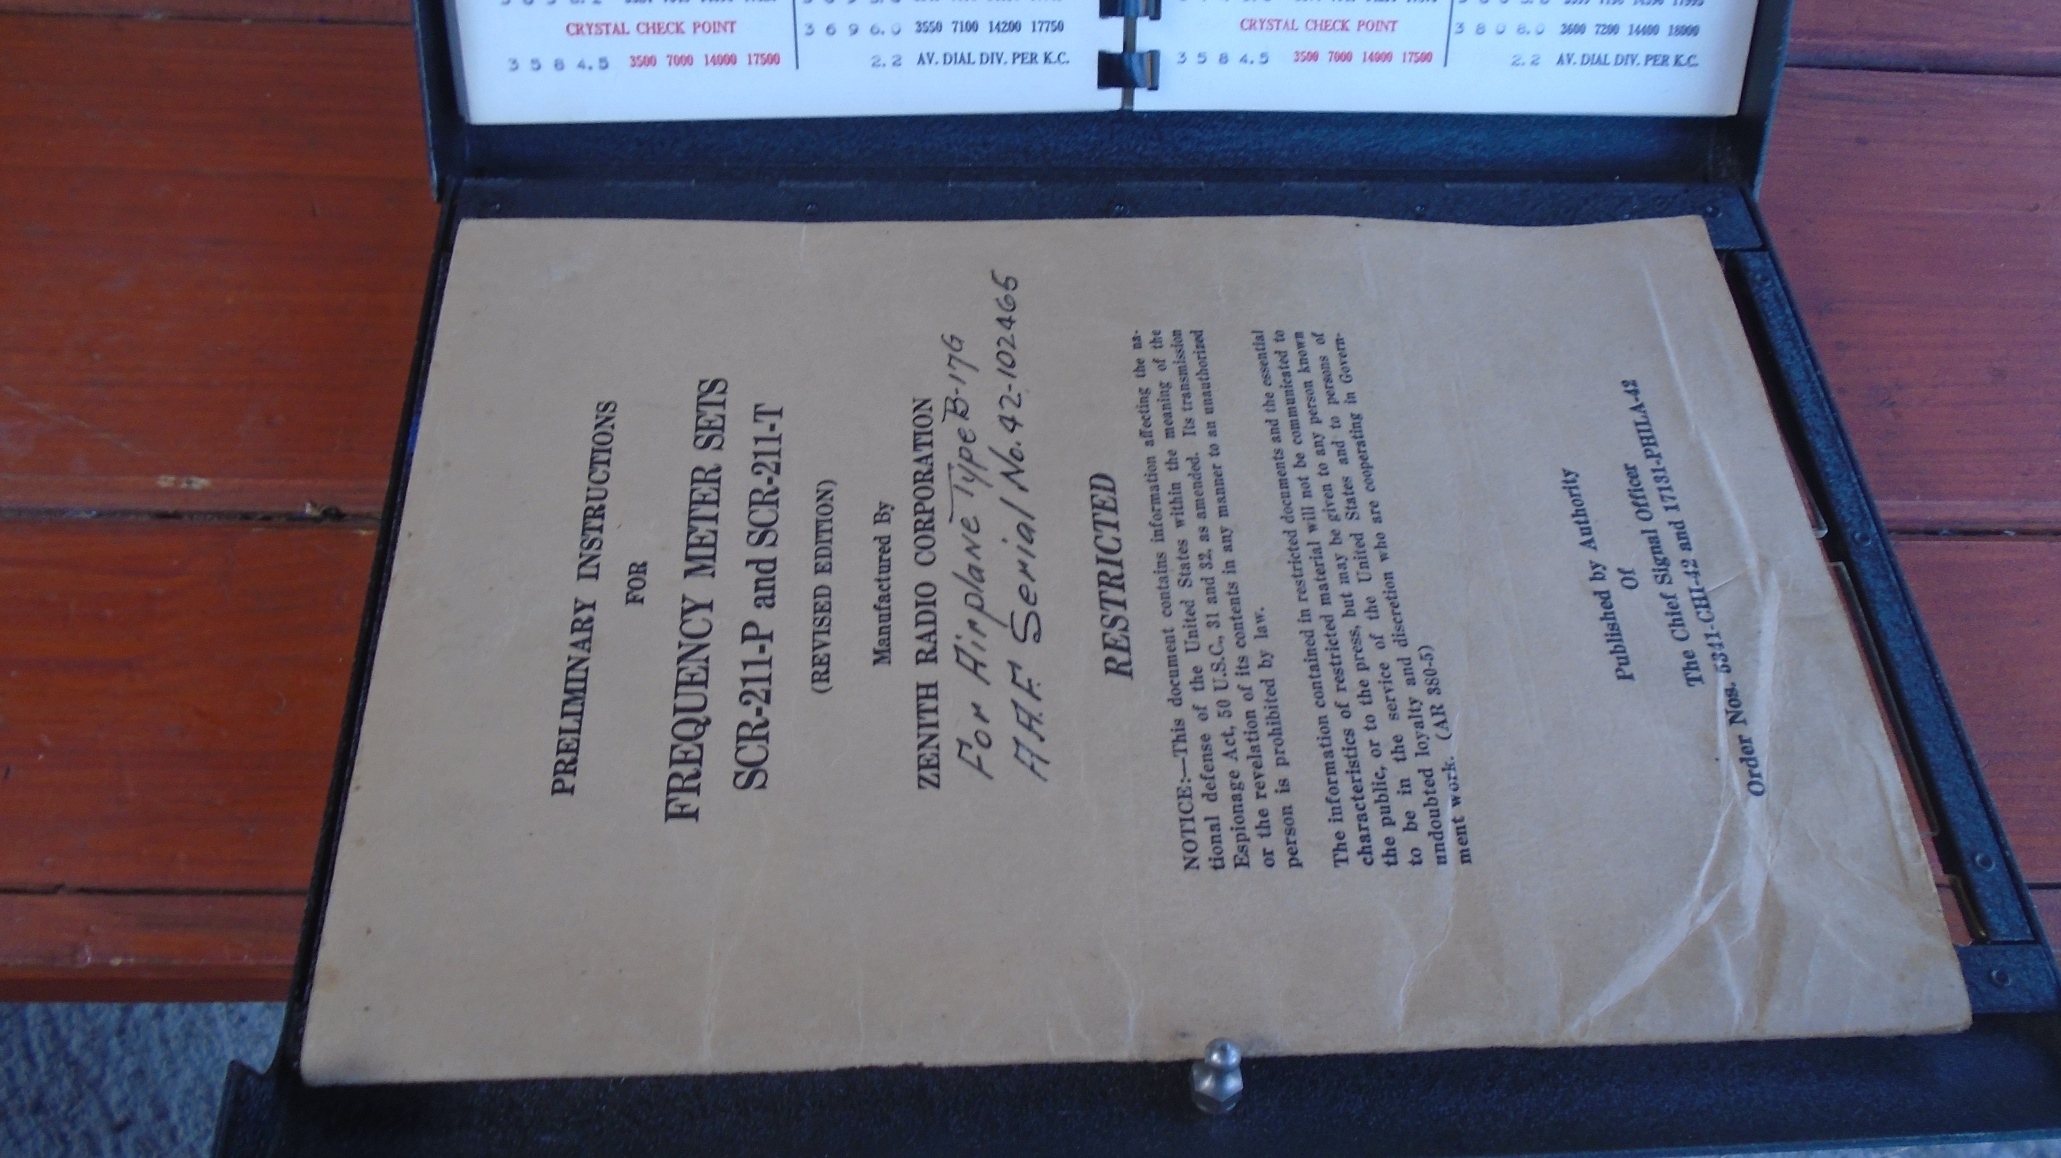 CRYSTAL CHECK POINT
3 5 8 4.5 3500 7000 14000 17500
3 6 9 6.0 3550 7100 14200 17750
2.2 AV. DIAL DIV. PER K.C.
CRYSTAL CHECK POINT
3 5 8 4.5 3500 7000 14000 17500
3 8 0 8.0 3600 7200 14400 18000
2.2 AV. DIAL DIV. PER K.C.
PRELIMINARY INSTRUCTIONS
FOR
FREQUENCY METER SETS
SCR-211-P and SCR-211-T
(REVISED EDITION)
Manufactured By
ZENITH RADIO CORPORATION
For Airplane Type B-17G
A.A.F. Serial No. 42-102465
RESTRICTED
NOTICE:—This document contains information affecting the na-
tional defense of the United States within the meaning of the
Espionage Act, 50 U.S.C., 31 and 32, as amended. Its transmission
or the revelation of its contents in any manner to an unauthorized
person is prohibited by law.
The information contained in restricted documents and the essential
characteristics of restricted material will not be communicated to
the public, or to the press, but may be given to any person known
to be in the service of the United States and to persons of
undoubted loyalty and discretion who are cooperating in Govern-
ment work. (AR 380-5)
Published by Authority
Of
The Chief Signal Officer
Order Nos. 5341-CHI-42 and 17131-PHILA-42